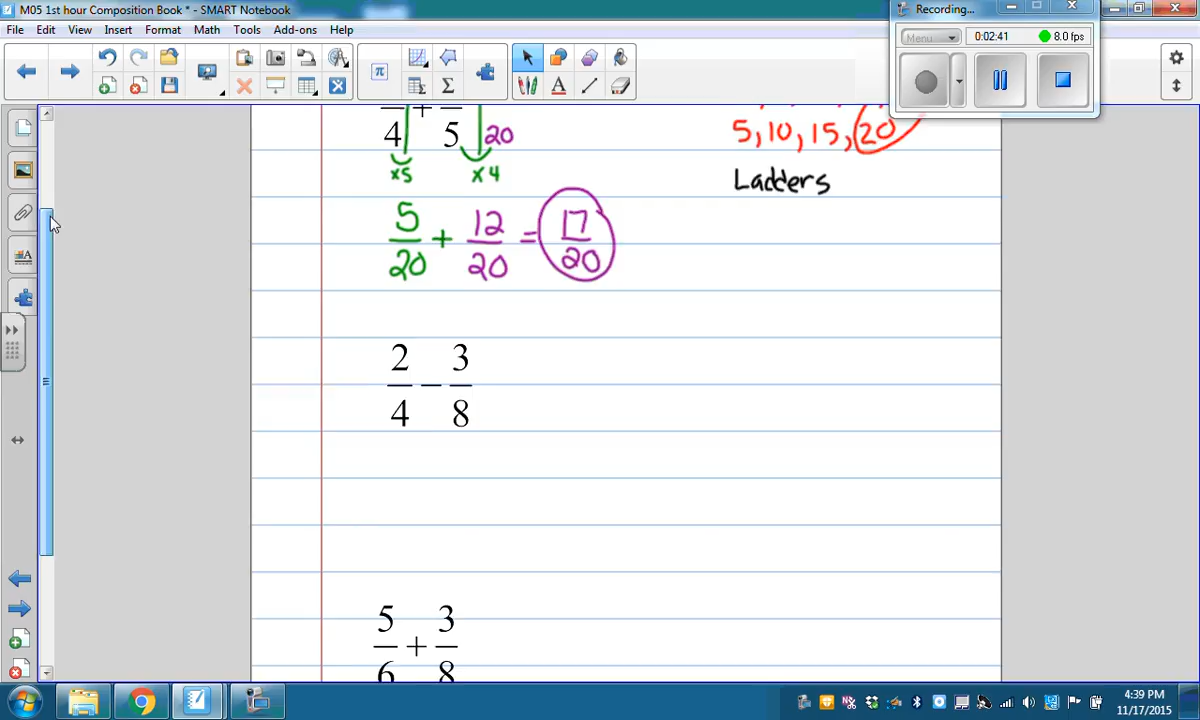 M05 1st hour Composition Book * - SMART Notebook
Recording...
File Edit View Insert Format Math Tools Add-ons Help
Menu 0:02:41 8.0 fps
4 + 5 20
5, 10, 15, 20
x5 x4
Ladders
5/20 + 12/20 = 17/20
2/4 - 3/8
5/6 + 3/8
4:39 PM
11/17/2015